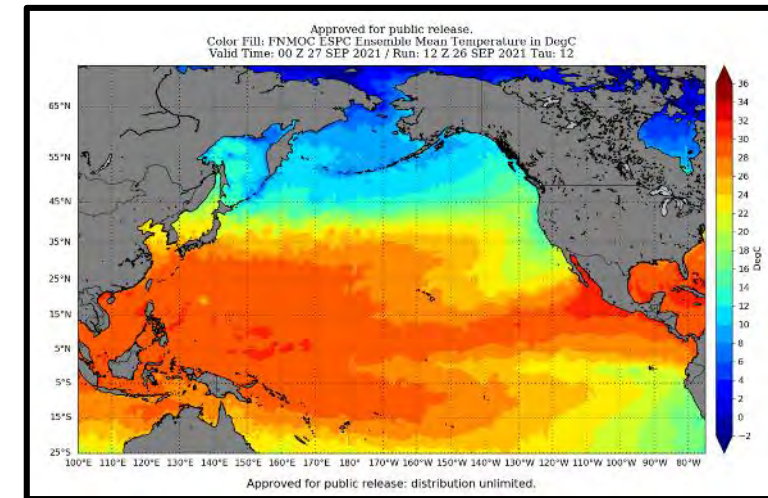 Approved for public release.
Color Fill: FNMOC ESPC Ensemble Mean Temperature in DegC
Valid Time: 00 Z 27 SEP 2021 / Run: 12 Z 26 SEP 2021 Tau: 12
65°N
55°N
45°N
35°N
25°N
15°N
5°N
5°S
15°S
25°S
100°E 120°E 130°E 140°E 150°E 160°E 170°E 180° 170°W 160°W 150°W 140°W 130°W 120°W 110°W 100°W 90°W 80°W
36
34
32
30
28
26
24
22
20
18
16
14
12
10
8
6
4
2
0
−2
DegC
Approved for public release: distribution unlimited.